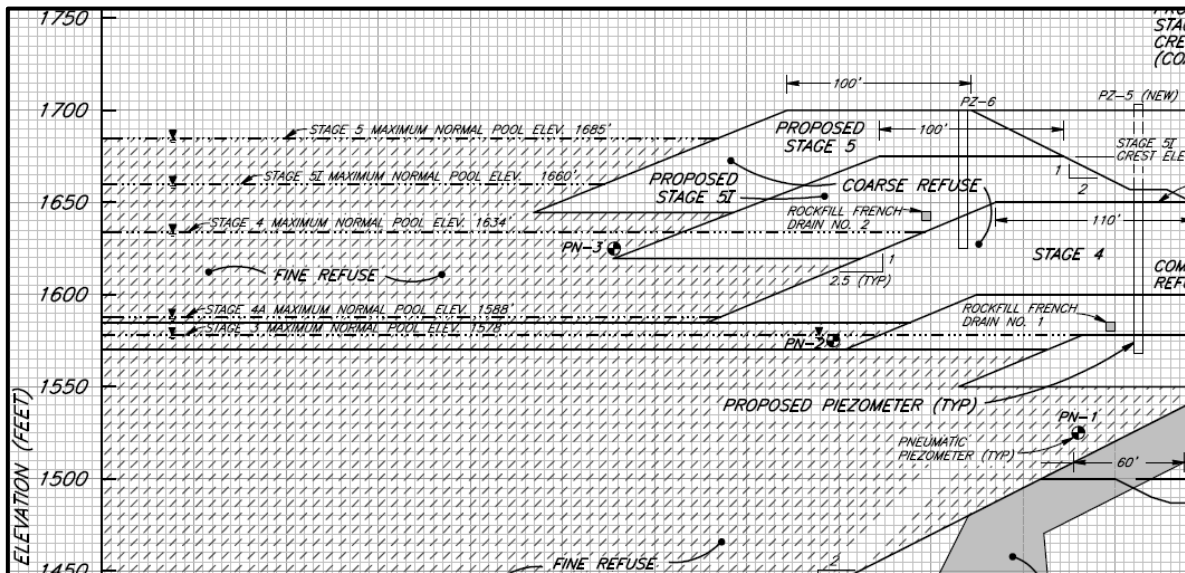 1750
STA
CRE
(CO
1700
100'
PZ-6
PZ-5 (NEW)
STAGE 5 MAXIMUM NORMAL POOL ELEV. 1685'
PROPOSED
STAGE 5
100'
STAGE 5I
CREST ELE
STAGE 5I MAXIMUM NORMAL POOL ELEV. 1660'
PROPOSED
STAGE 5I
COARSE REFUSE
1
2
1650
STAGE 4 MAXIMUM NORMAL POOL ELEV. 1634'
ROCKFILL FRENCH
DRAIN NO. 2
110'
PN-3
FINE REFUSE
1
2.5 (TYP)
STAGE 4
COM
REFU
1600
STAGE 4A MAXIMUM NORMAL POOL ELEV. 1588'
STAGE 3 MAXIMUM NORMAL POOL ELEV. 1578'
ROCKFILL FRENCH
DRAIN NO. 1
PN-2
1550
PROPOSED PIEZOMETER (TYP)
PN-1
PNEUMATIC
PIEZOMETER (TYP)
60'
1500
ELEVATION (FEET)
FINE REFUSE
2
1450